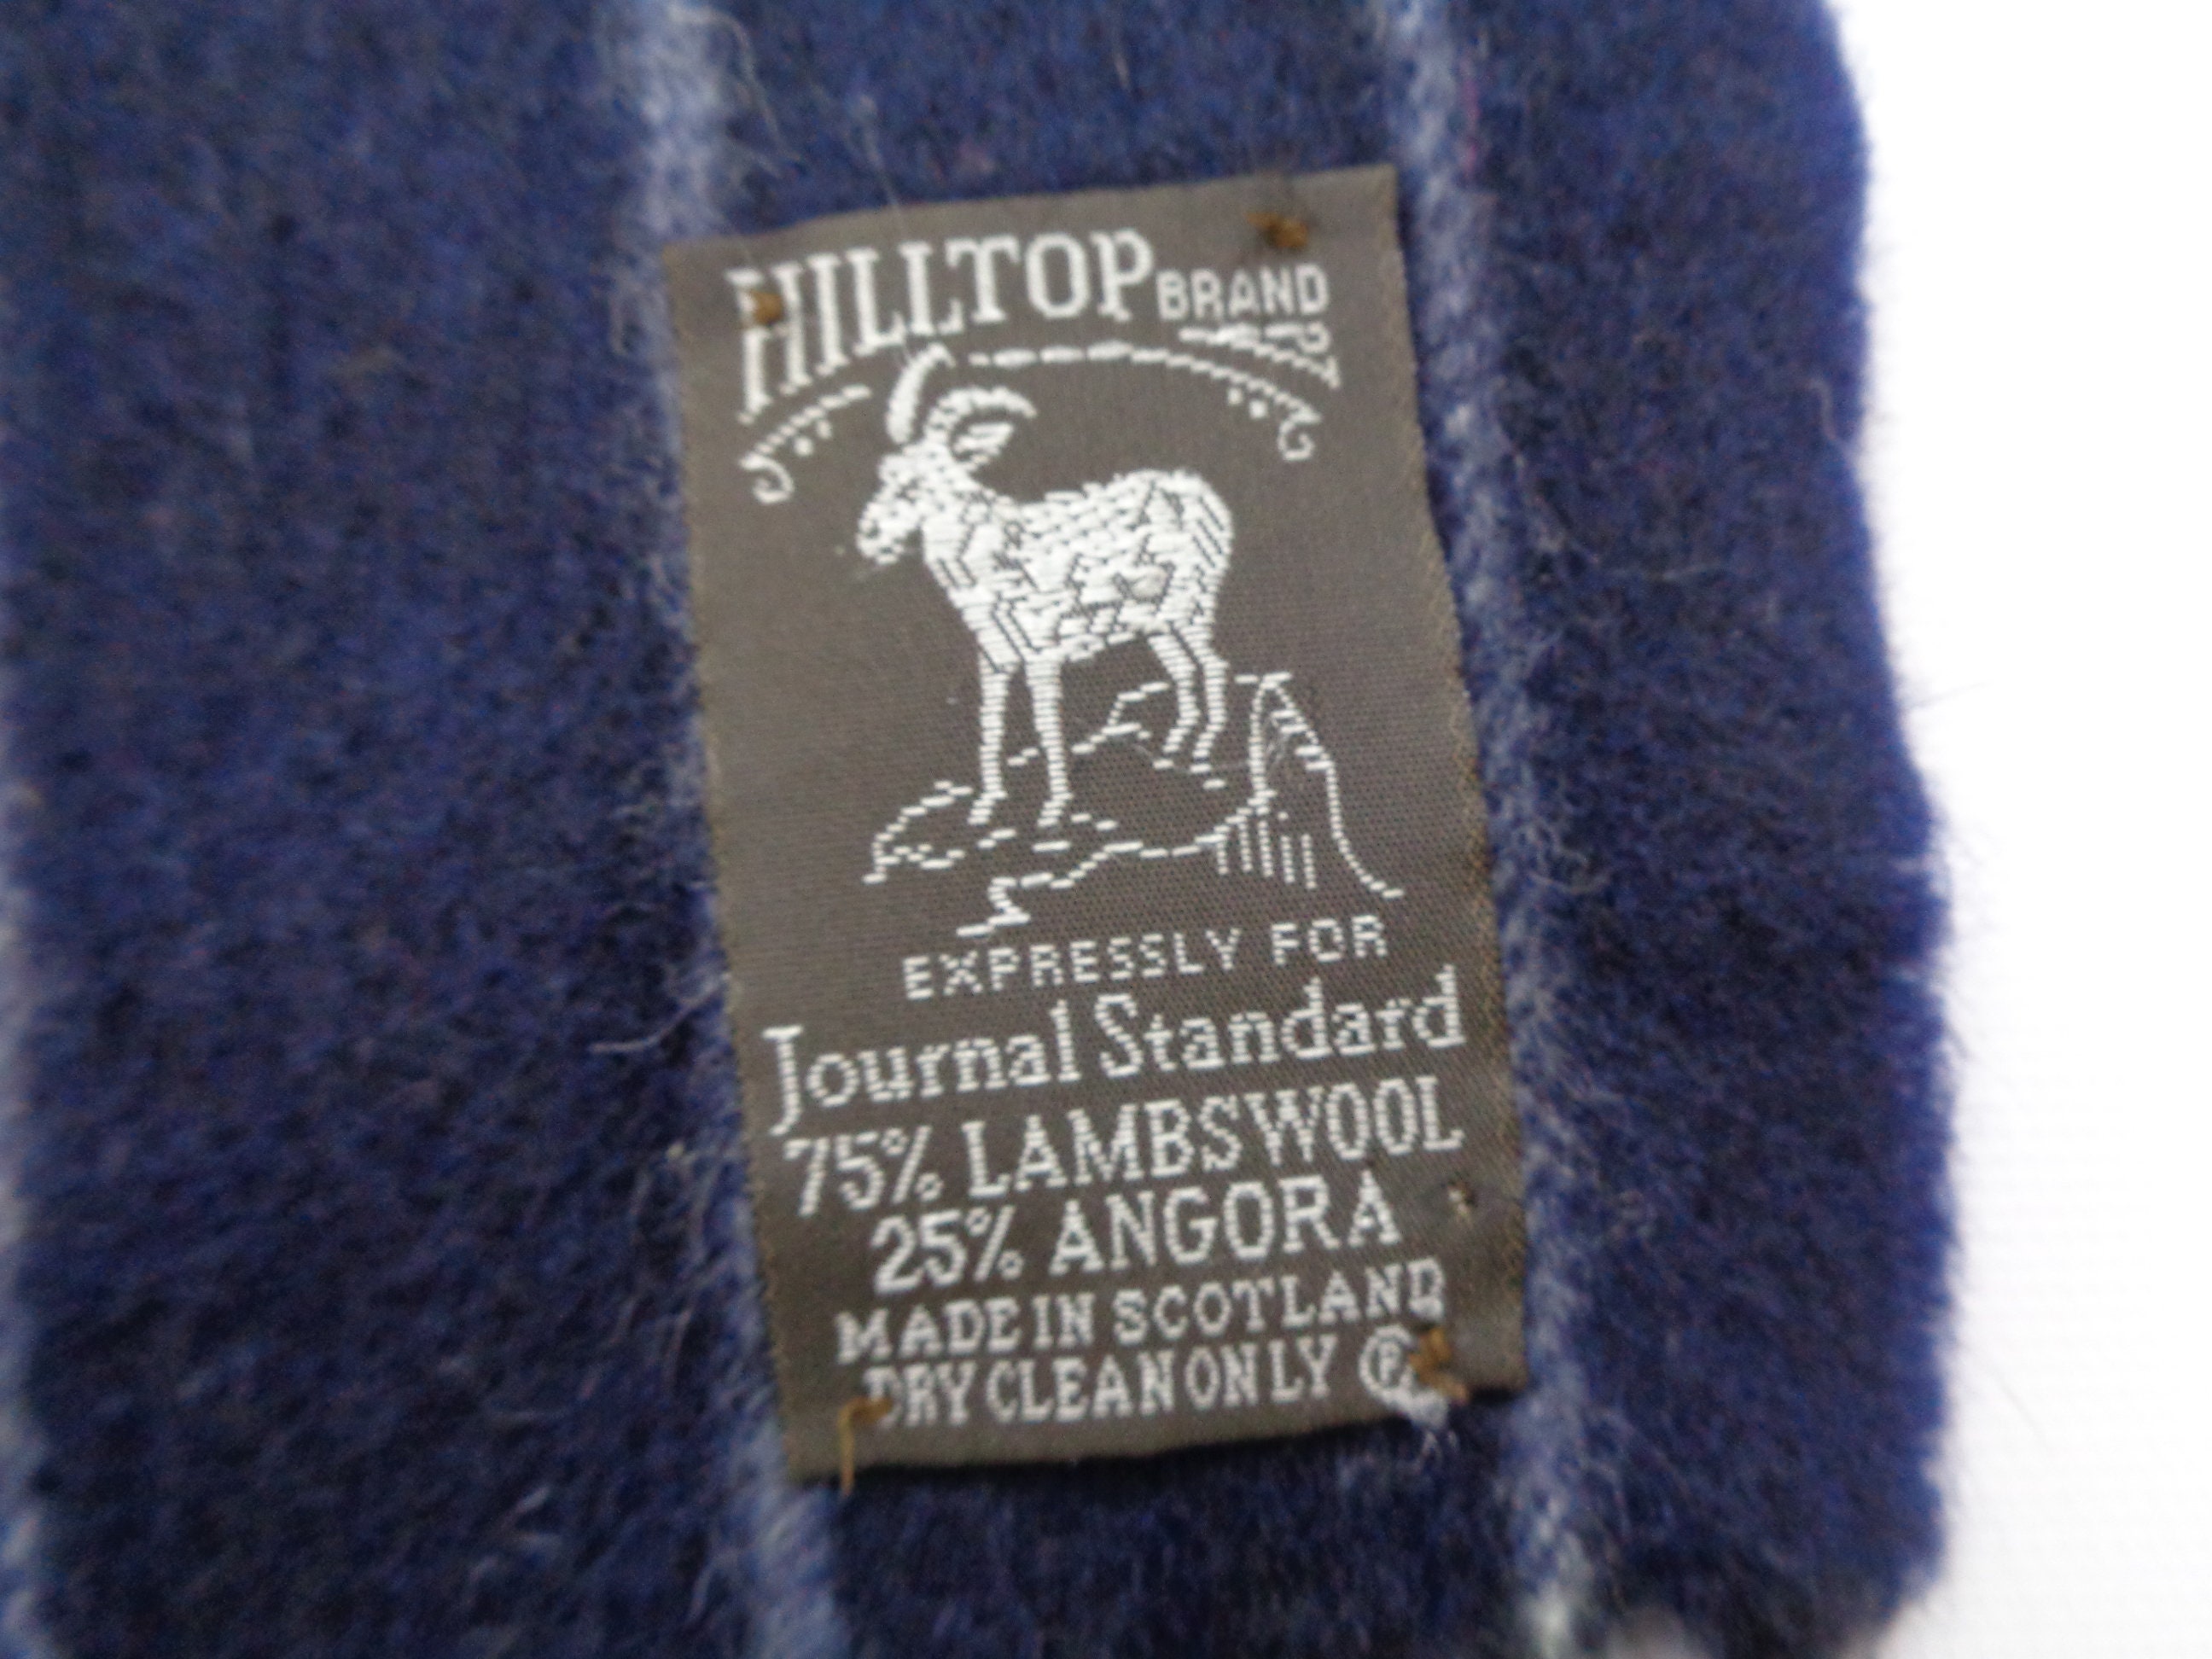 HILLTOP BRAND
EXPRESSLY FOR
Journal Standard
75% LAMBSWOOL
25% ANGORA
MADE IN SCOTLAND
DRY CLEAN ONLY Ⓟ